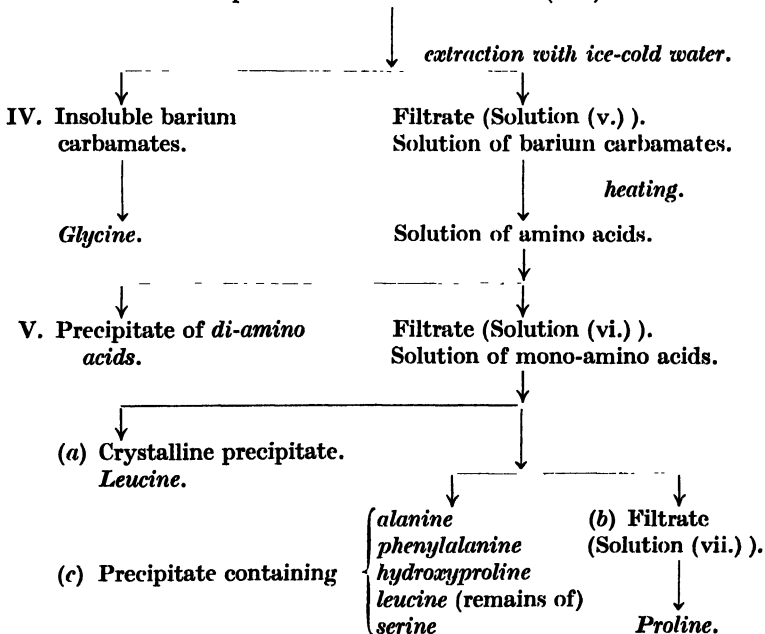 extraction with ice-cold water.
IV. Insoluble barium
carbamates.
Filtrate (Solution (v.) ).
Solution of barium carbamates.
heating.
Glycine.
Solution of amino acids.
V. Precipitate of di-amino
acids.
Filtrate (Solution (vi.) ).
Solution of mono-amino acids.
(a) Crystalline precipitate.
Leucine.
(c) Precipitate containing
alanine
phenylalanine
hydroxyproline
leucine (remains of)
serine
(b) Filtrate
(Solution (vii.) ).
Proline.